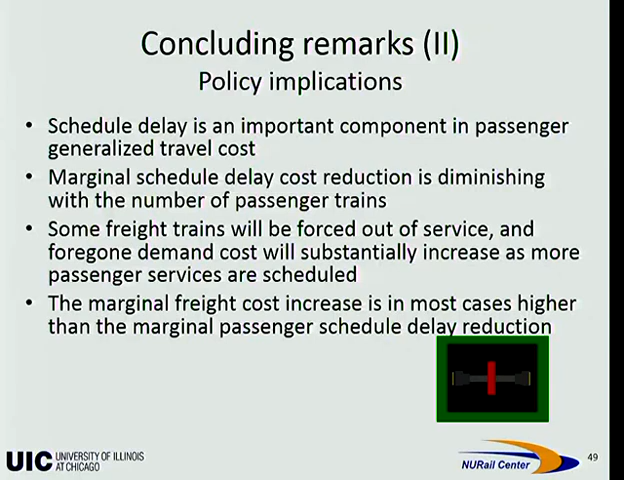 Concluding remarks (II)
Policy implications
• Schedule delay is an important component in passenger
generalized travel cost
• Marginal schedule delay cost reduction is diminishing
with the number of passenger trains
• Some freight trains will be forced out of service, and
foregone demand cost will substantially increase as more
passenger services are scheduled
• The marginal freight cost increase is in most cases higher
than the marginal passenger schedule delay reduction
UIC UNIVERSITY OF ILLINOIS
AT CHICAGO
NURail Center
49